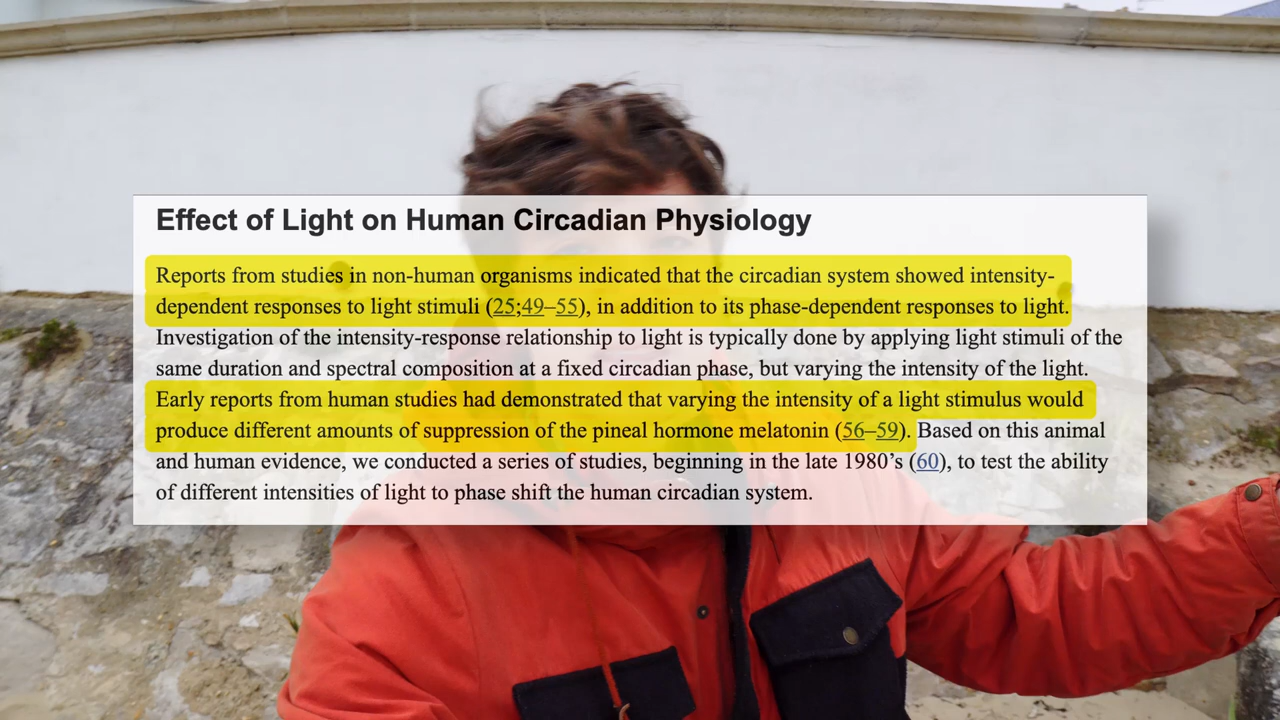 Effect of Light on Human Circadian Physiology
Reports from studies in non-human organisms indicated that the circadian system showed intensity-
dependent responses to light stimuli (25;49–55), in addition to its phase-dependent responses to light.
Investigation of the intensity-response relationship to light is typically done by applying light stimuli of the
same duration and spectral composition at a fixed circadian phase, but varying the intensity of the light.
Early reports from human studies had demonstrated that varying the intensity of a light stimulus would
produce different amounts of suppression of the pineal hormone melatonin (56–59). Based on this animal
and human evidence, we conducted a series of studies, beginning in the late 1980’s (60), to test the ability
of different intensities of light to phase shift the human circadian system.